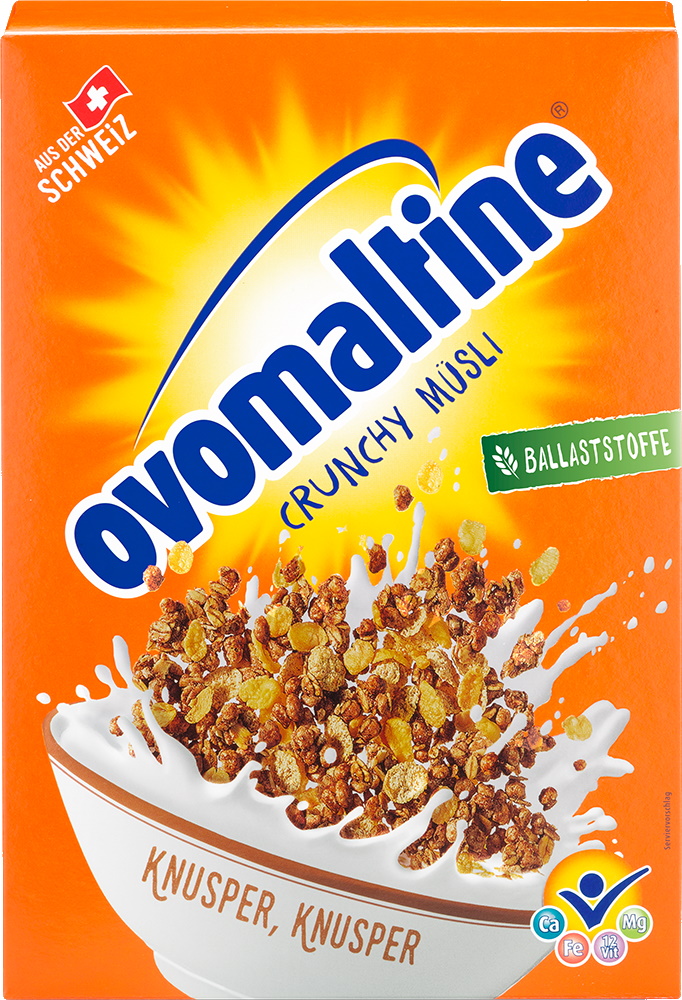 AUS DER
SCHWEIZ
ovomaltine®
CRUNCHY MÜSLI
BALLASTSTOFFE
Serviervorschlag
KNUSPER, KNUSPER
Ca
Fe
12
Vit
Mg